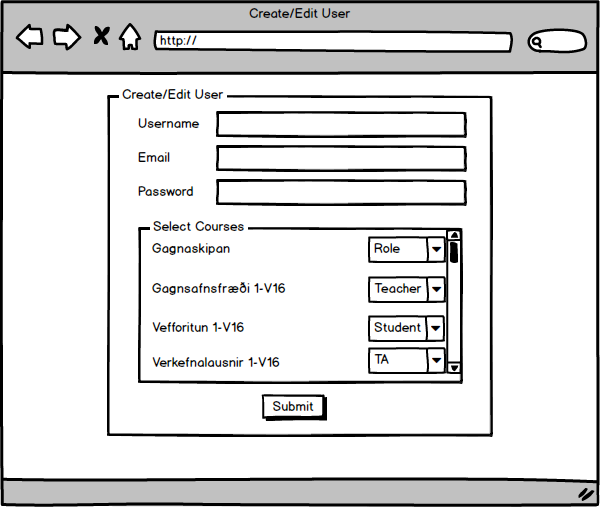 Create/Edit User
http://
Create/Edit User
Username
Email
Password
Select Courses
Gagnaskipan Role
Gagnsafnsfræði 1-V16 Teacher
Vefforitun 1-V16 Student
Verkefnalausnir 1-V16 TA
Submit